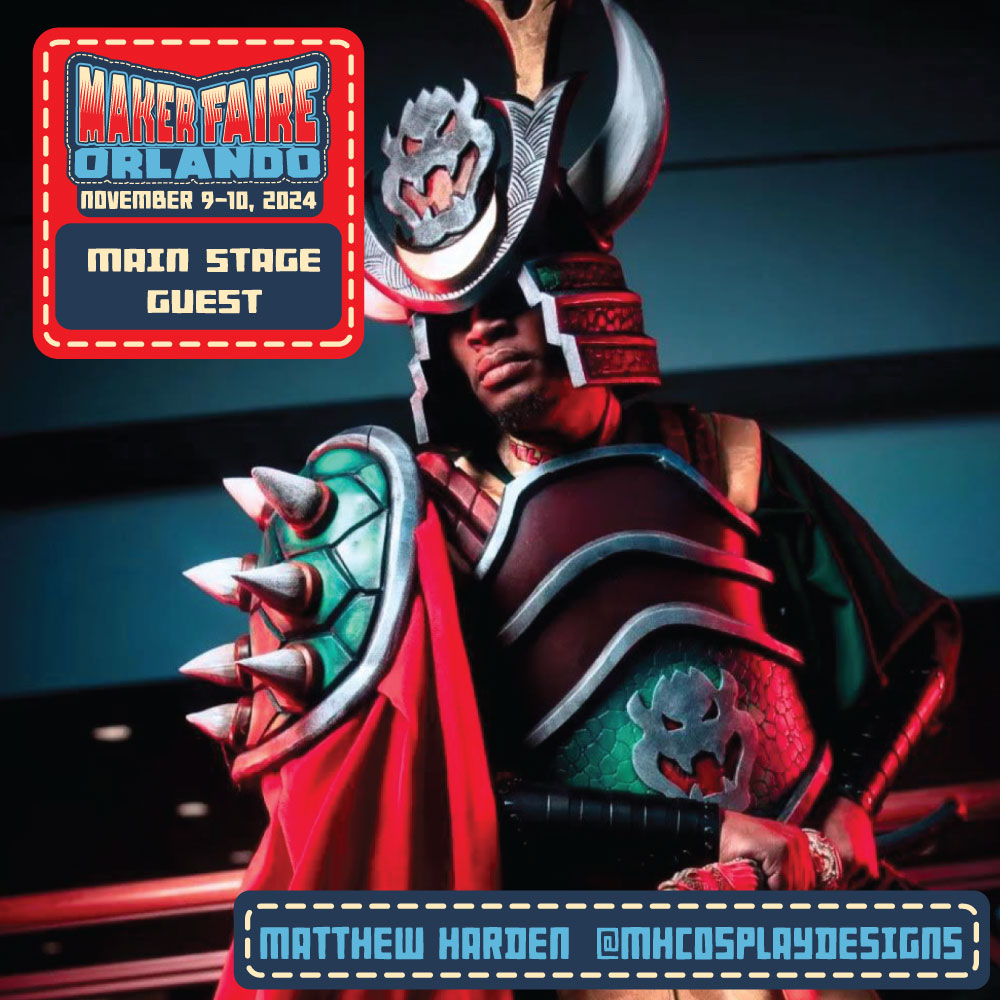 MAKER FAIRE
ORLANDO
NOVEMBER 9-10, 2024
MAIN STAGE
GUEST
MATTHEW HARDEN @MHCOSPLAYDESIGNS